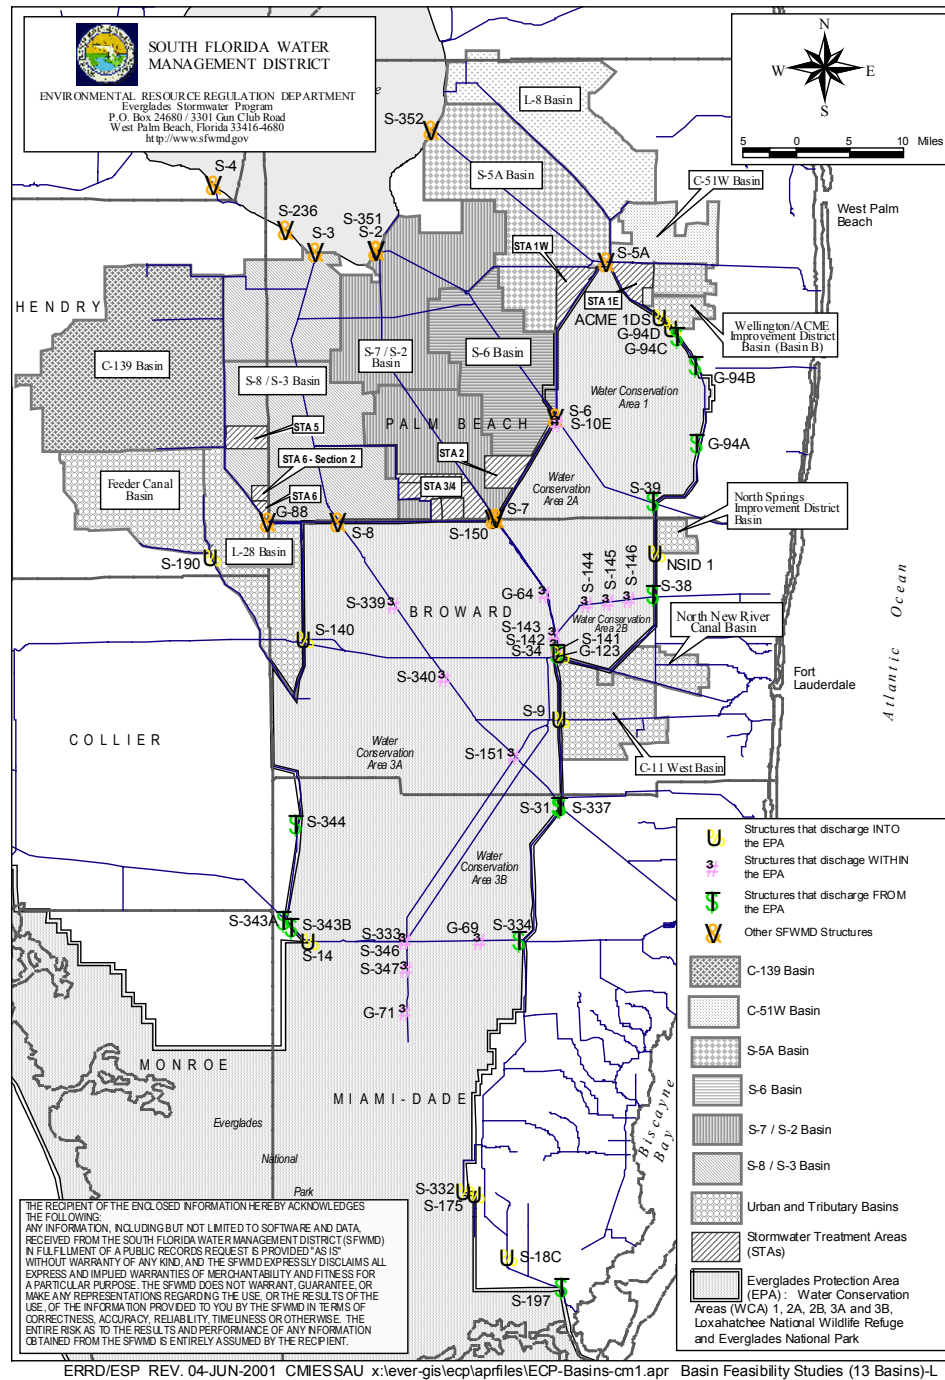 SOUTH FLORIDA WATER
MANAGEMENT DISTRICT
ENVIRONMENTAL RESOURCE REGULATION DEPARTMENT
Everglades Stormwater Program
P.O. Box 24680 / 3301 Gun Club Road
West Palm Beach, Florida 33416-4680
http://www.sfwmd.gov
N
W
E
S
5
0
5
10 Miles
L-8 Basin
S-352
S-4
S-5A Basin
C-51W Basin
West Palm
Beach
S-236
S-351
S-3
S-2
STA 1W
S-5A
STA 1E
HENDRY
ACME 1DS
G-94D
G-94C
Wellington/ACME
Improvement District
Basin (Basin B)
C-139 Basin
S-7 / S-2
Basin
S-6 Basin
S-8 / S-3 Basin
G-94B
Water Conservation
Area 1
PALM BEACH
S-6
S-10E
STA 5
G-94A
STA 6 - Section 2
STA 2
Feeder Canal
Basin
STA 3/4
STA 6
Water
Conservation
Area 2A
S-39
North Springs
Improvement District
Basin
G-88
S-7
S-8
S-150
L-28 Basin
S-190
NSID 1
S-144
S-145
S-146
S-38
G-64
S-339
BROWARD
Water Conservation
Area 2B
North New River
Canal Basin
S-143
S-142
S-141
S-34
G-123
S-140
S-340
Fort
Lauderdale
Atlantic Ocean
S-9
COLLIER
Water
Conservation
Area 3A
S-151
C-11 West Basin
S-31
S-337
S-344
Water
Conservation
Area 3B
S-343A
S-343B
S-14
S-333
S-346
G-69
S-334
S-347
G-71
MONROE
MIAMI-DADE
Everglades
National
Park
Biscayne
Bay
S-332
S-175
S-18C
S-197
Structures that discharge INTO
the EPA
Structures that dischage WITHIN
the EPA
Structures that discharge FROM
the EPA
Other SFWMD Structures
C-139 Basin
C-51W Basin
S-5A Basin
S-6 Basin
S-7 / S-2 Basin
S-8 / S-3 Basin
Urban and Tributary Basins
Stormwater Treatment Areas
(STAs)
Everglades Protection Area
(EPA) : Water Conservation
Areas (WCA) 1, 2A, 2B, 3A and 3B,
Loxahatchee National Wildlife Refuge
and Everglades National Park
THE RECIPIENT OF THE ENCLOSED INFORMATION HEREBY ACKNOWLEDGES
THE FOLLOWING:
ANY INFORMATION, INCLUDING BUT NOT LIMITED TO SOFTWARE AND DATA,
RECEIVED FROM THE SOUTH FLORIDA WATER MANAGEMENT DISTRICT (SFWMD)
IN FULFILLMENT OF A PUBLIC RECORDS REQUEST IS PROVIDED "AS IS"
WITHOUT WARRANTY OF ANY KIND, AND THE SFWMD EXPRESSLY DISCLAIMS ALL
EXPRESS AND IMPLIED WARRANTIES OF MERCHANTABILITY AND FITNESS FOR
A PARTICULAR PURPOSE. THE SFWMD DOES NOT WARRANT, GUARANTEE, OR
MAKE ANY REPRESENTATIONS REGARDING THE USE, OR THE RESULTS OF THE
USE, OF THE INFORMATION PROVIDED TO YOU BY THE SFWMD IN TERMS OF
CORRECTNESS, ACCURACY, RELIABILITY, TIMELINESS OR OTHERWISE. THE
ENTIRE RISK AS TO THE RESULTS AND PERFORMANCE OF ANY INFORMATION
OBTAINED FROM THE SFWMD IS ENTIRELY ASSUMED BY THE RECIPIENT.
ERRD/ESP REV. 04-JUN-2001 CMIESSAU x:\ever-gis\ecp\aprfiles\ECP-Basins-cm1.apr Basin Feasibility Studies (13 Basins)-L